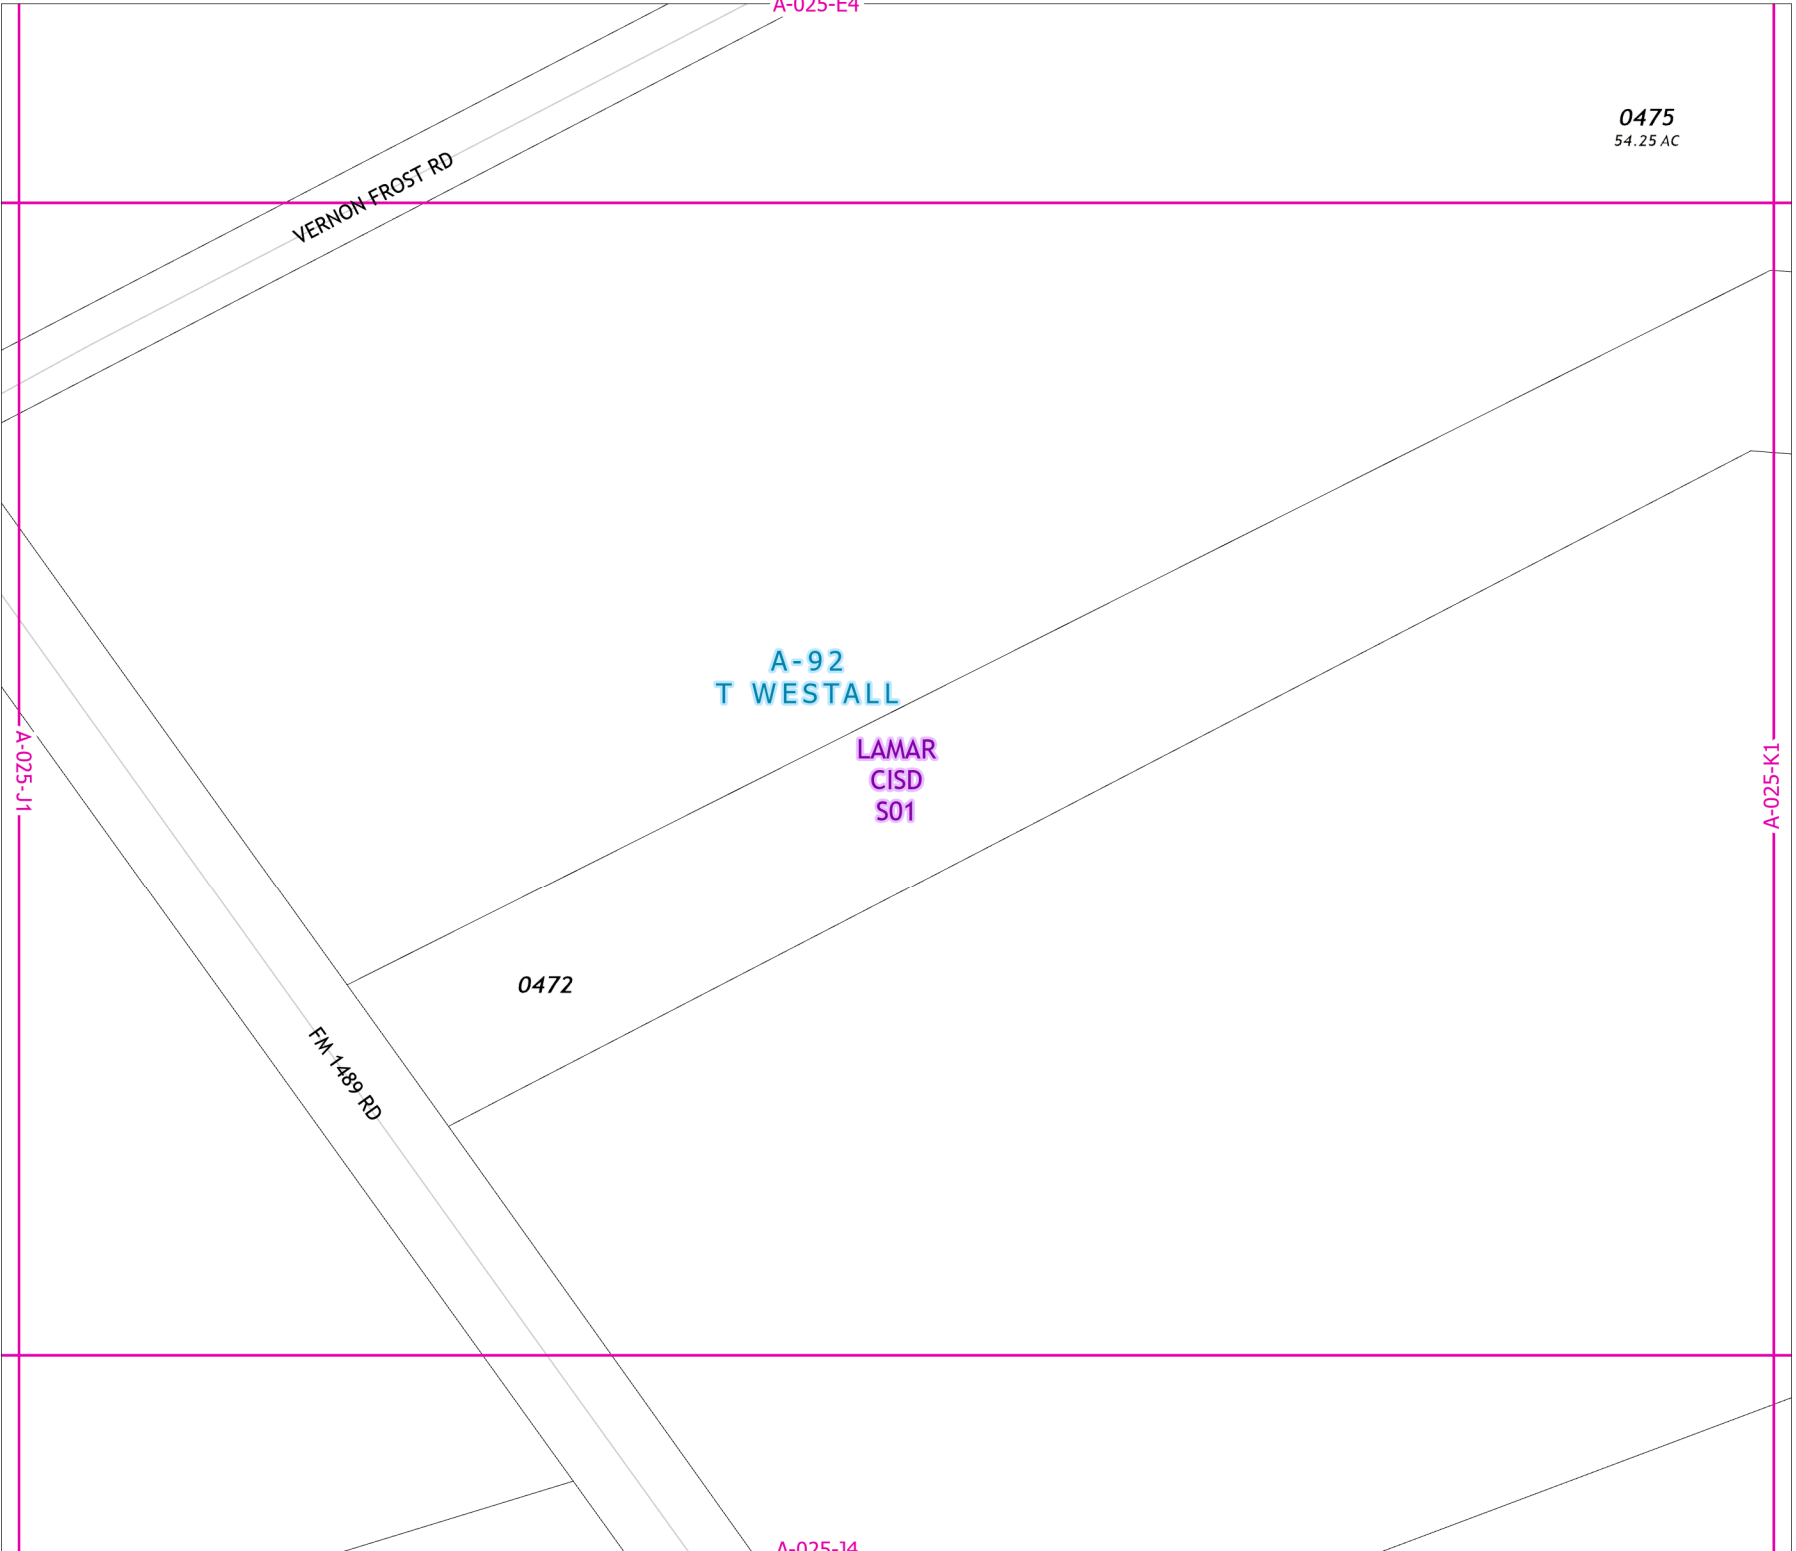 A-025-E4
0475
54.25 AC
VERNON FROST RD
A-92
T WESTALL
LAMAR
CISD
S01
A-025-J1
A-025-K1
0472
FM 1489 RD
A-025-J4